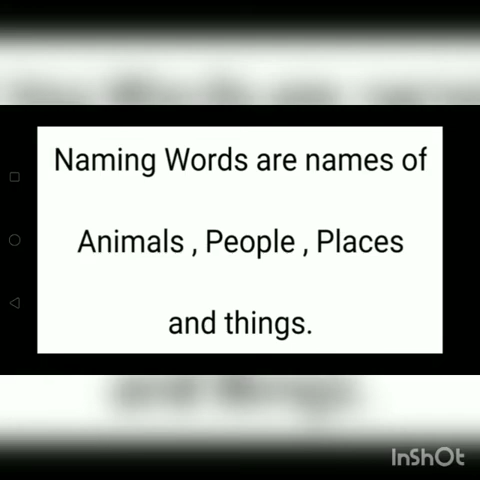 Naming Words are names of
Animals , People , Places
and things.
InShOt